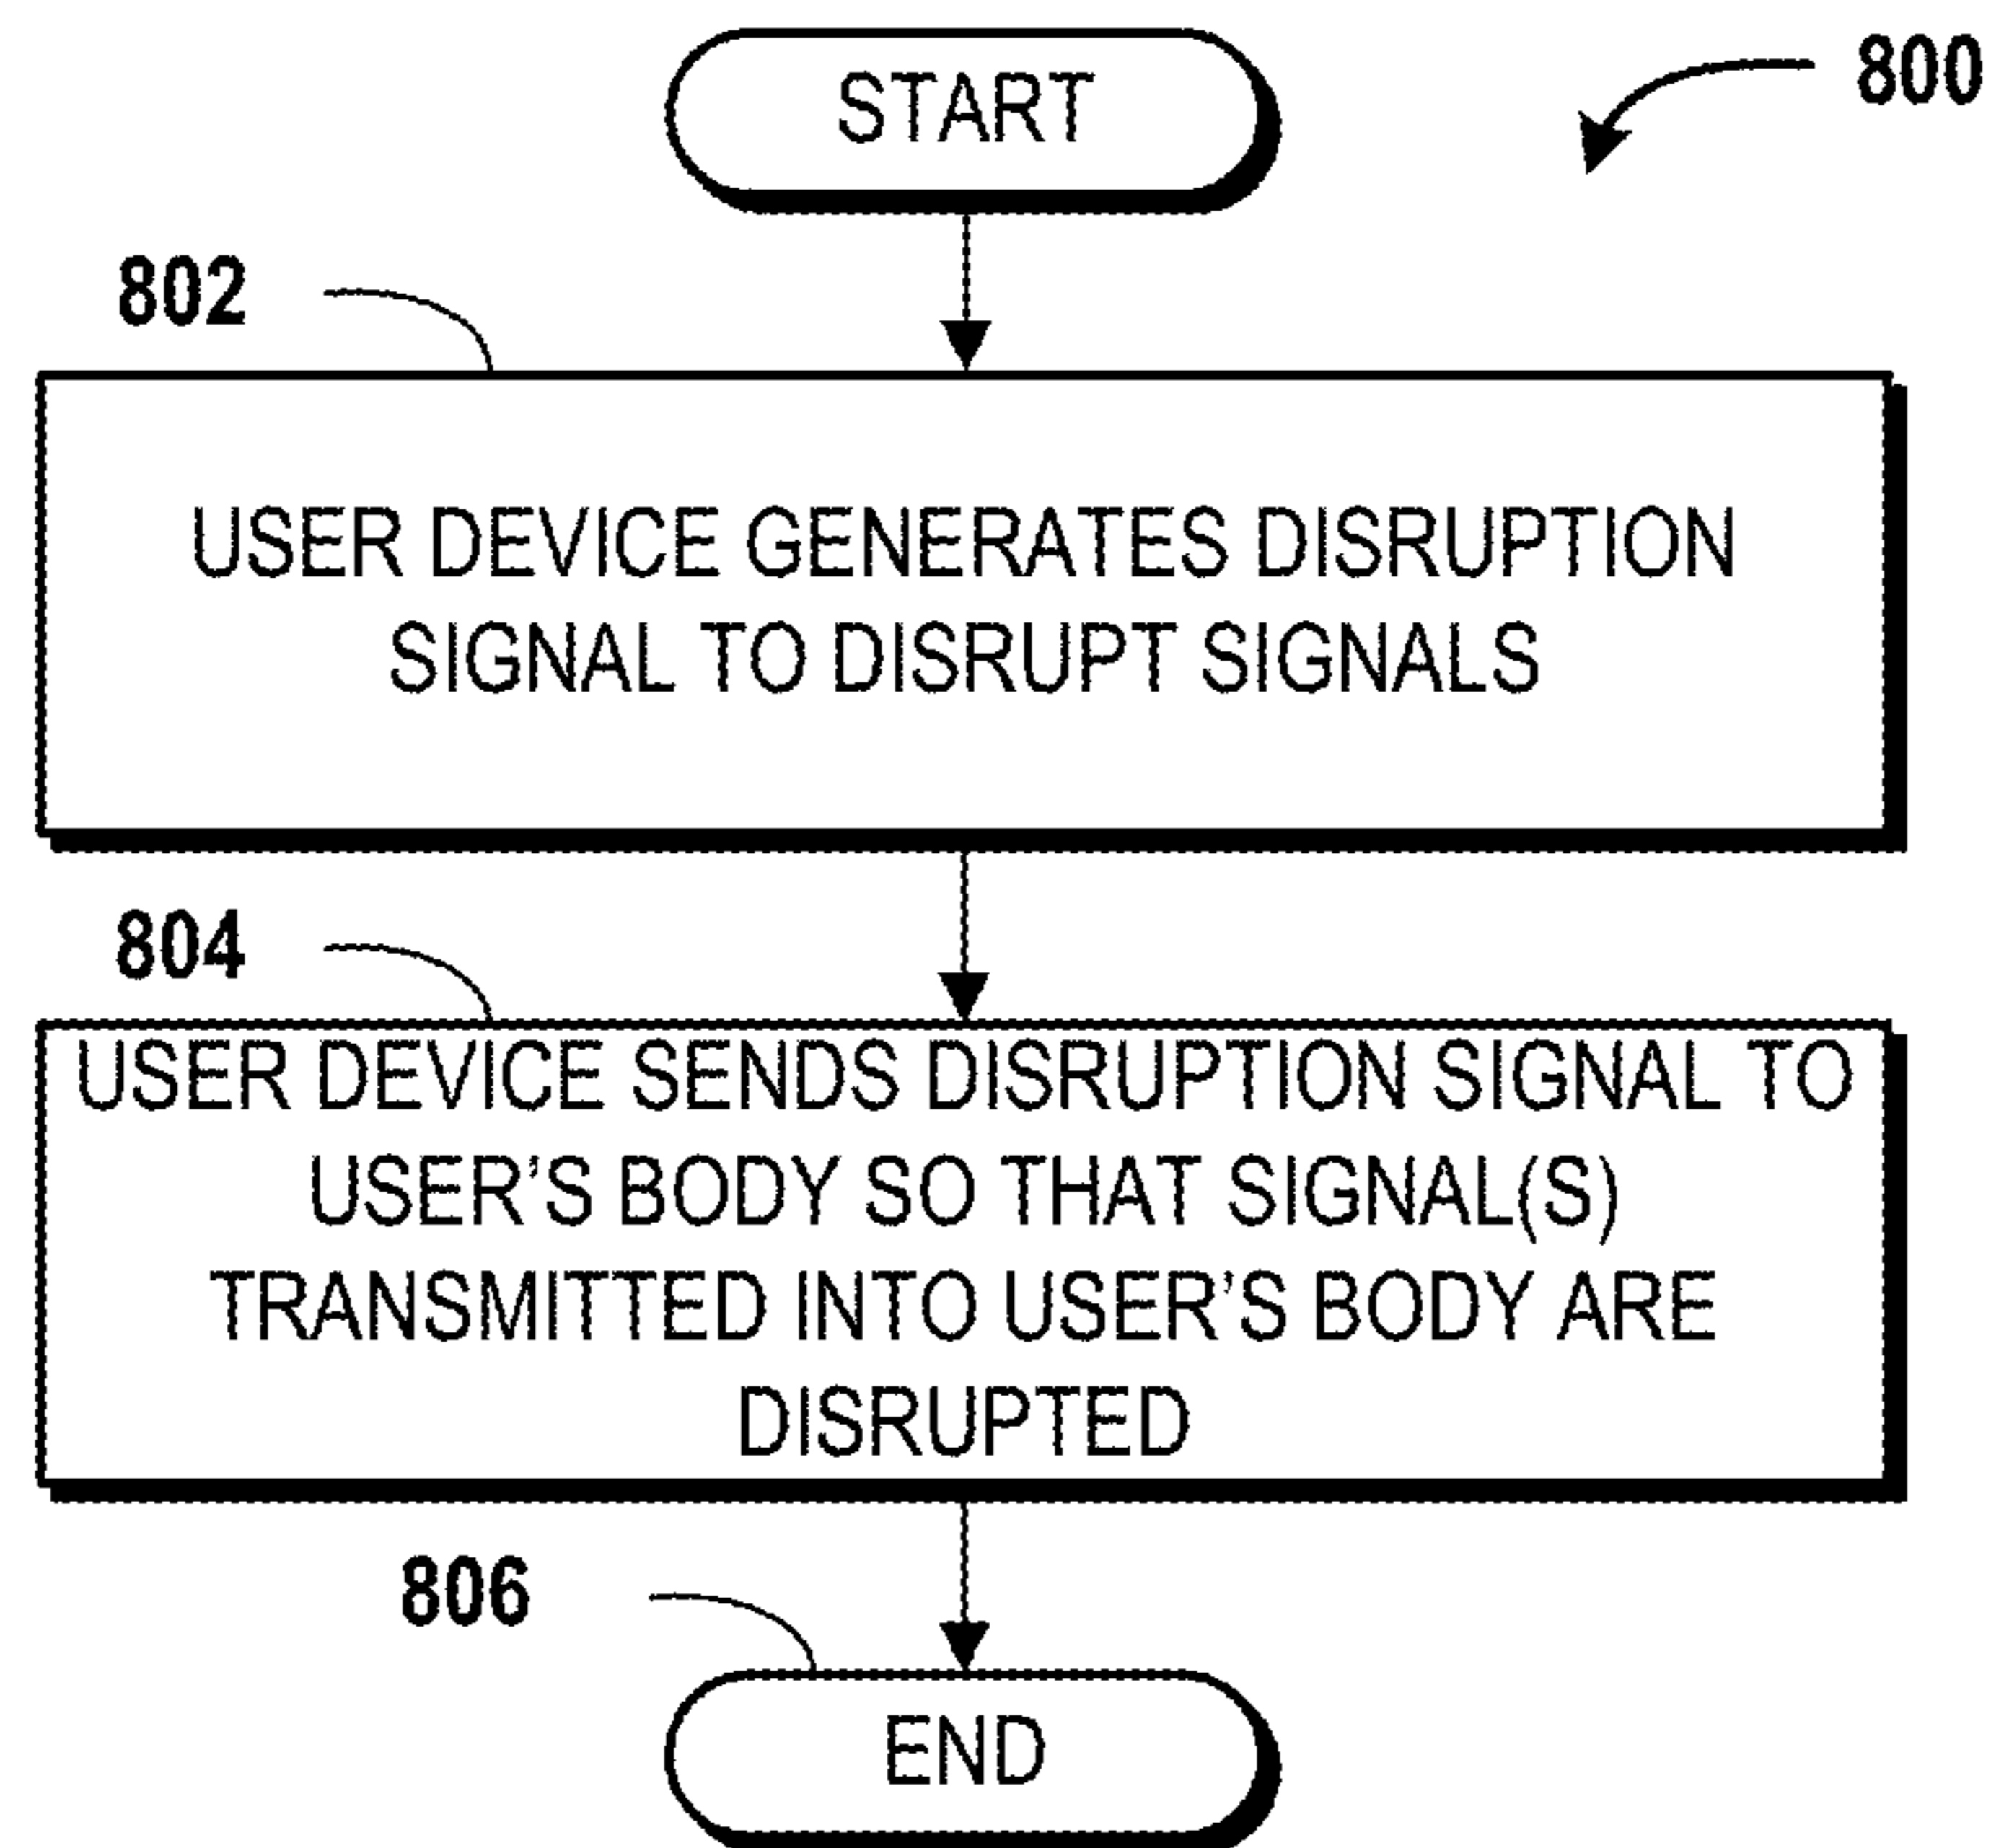 START
800
802
USER DEVICE GENERATES DISRUPTION
SIGNAL TO DISRUPT SIGNALS
804
USER DEVICE SENDS DISRUPTION SIGNAL TO
USER'S BODY SO THAT SIGNAL(S)
TRANSMITTED INTO USER'S BODY ARE
DISRUPTED
806
END